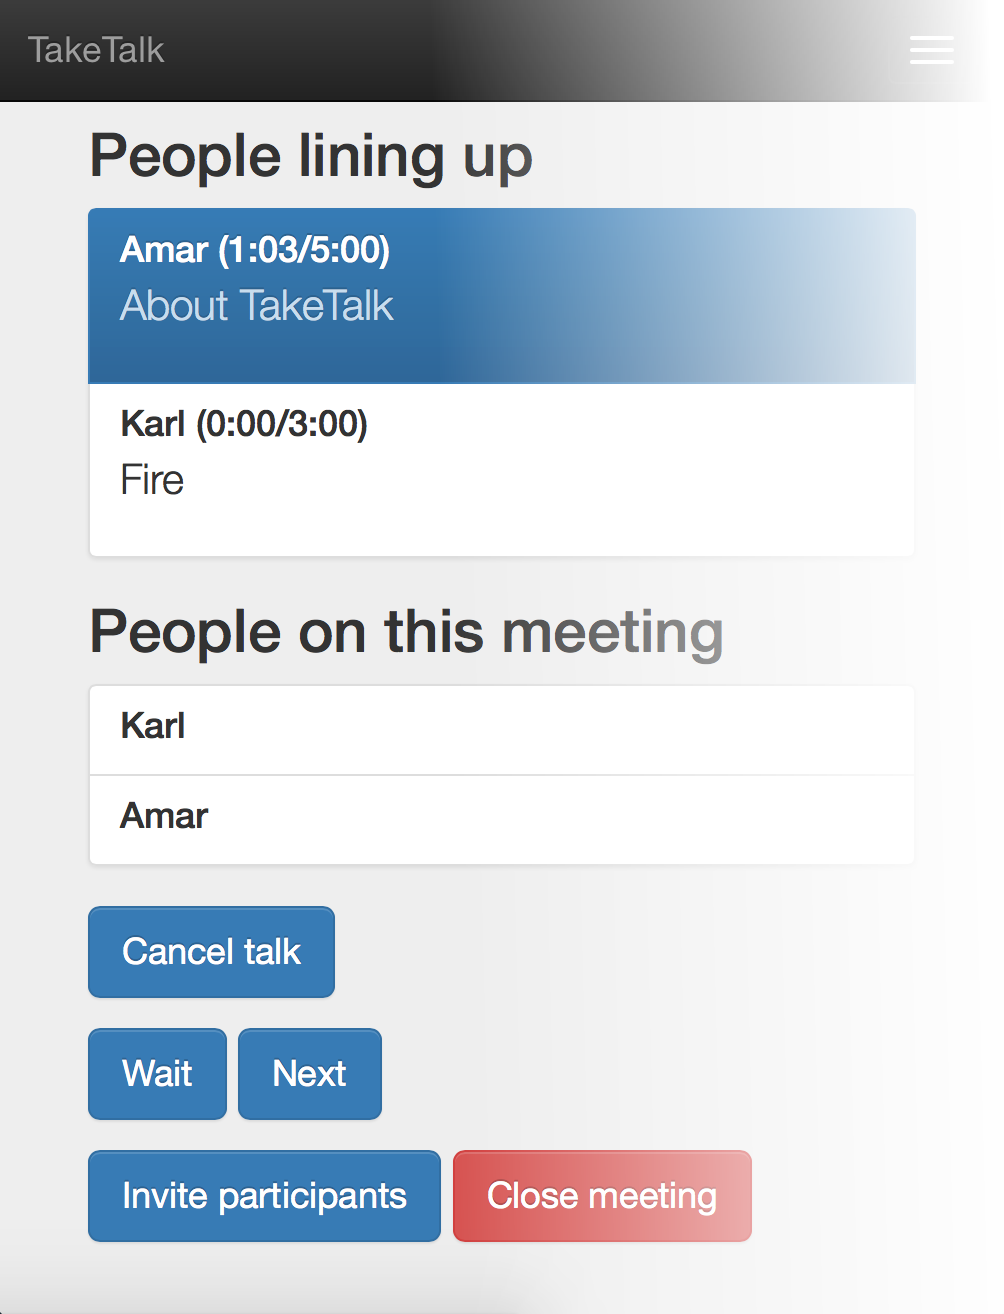 TakeTalk
People lining up
Amar (1:03/5:00)
About TakeTalk
Karl (0:00/3:00)
Fire
People on this meeting
Karl
Amar
Cancel talk
Wait Next
Invite participants Close meeting